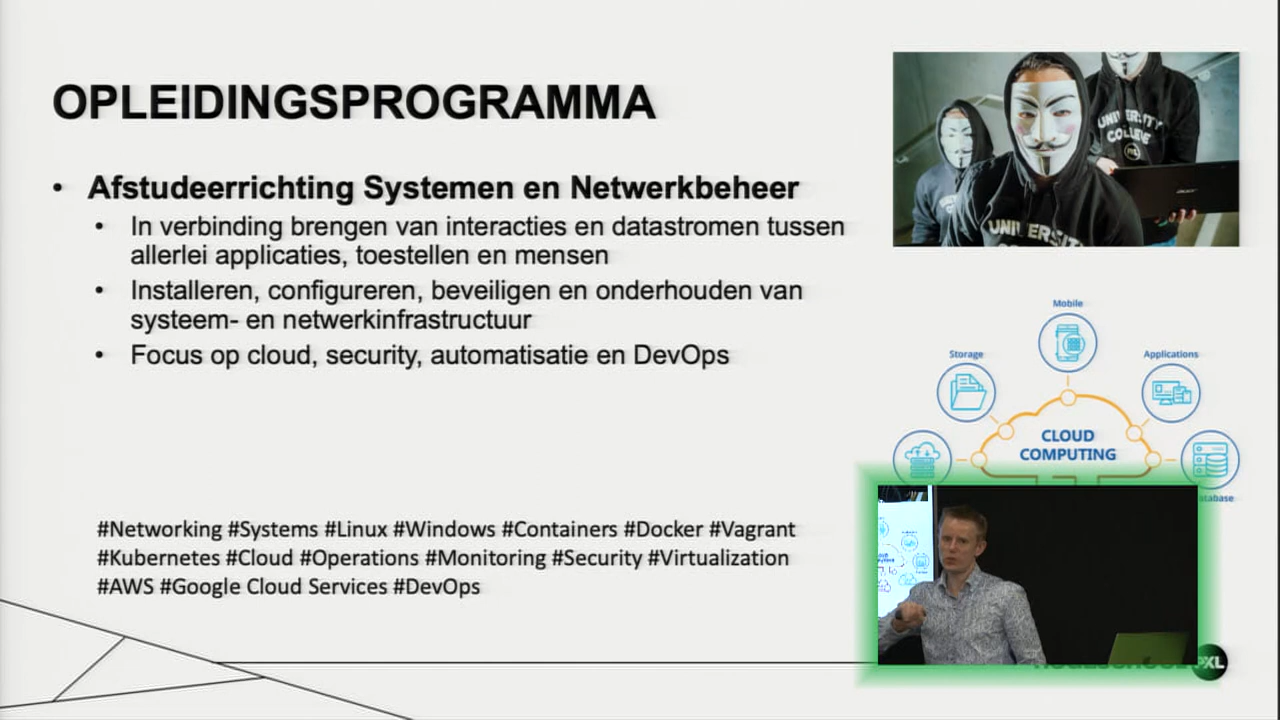 OPLEIDINGSPROGRAMMA
• Afstudeerrichting Systemen en Netwerkbeheer
• In verbinding brengen van interacties en datastromen tussen
allerlei applicaties, toestellen en mensen
• Installeren, configureren, beveiligen en onderhouden van
systeem- en netwerkinfrastructuur
• Focus op cloud, security, automatisatie en DevOps
#Networking #Systems #Linux #Windows #Containers #Docker #Vagrant
#Kubernetes #Cloud #Operations #Monitoring #Security #Virtualization
#AWS #Google Cloud Services #DevOps
UNIVERSITY
acer
Mobile
Storage
Applications
CLOUD
COMPUTING
PXL